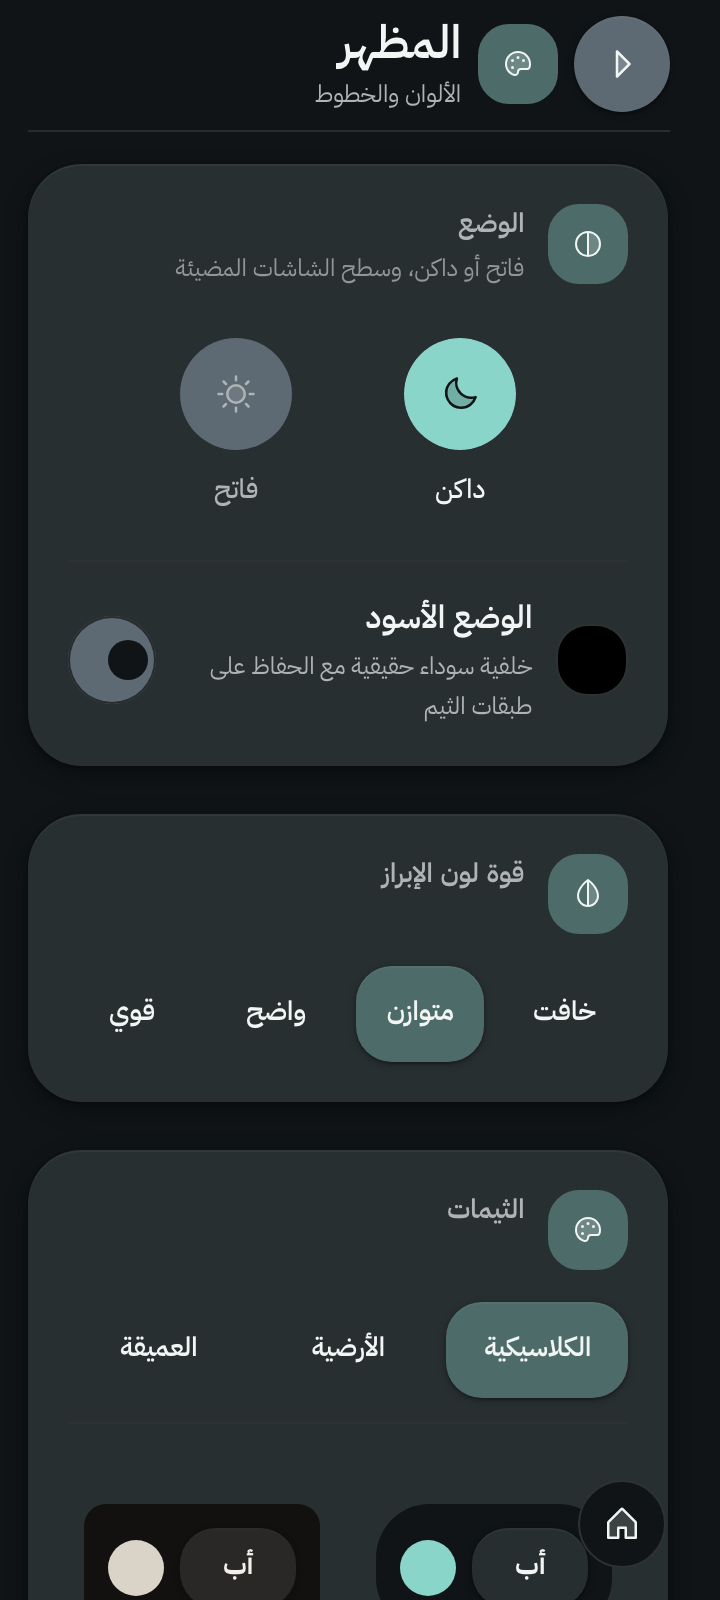 المظهر
الألوان والخطوط
الوضع
فاتح أو داكن، وسطح الشاشات المضيئة
داكن
فاتح
الوضع الأسود
خلفية سوداء حقيقية مع الحفاظ على
طبقات الثيم
قوة لون الإبراز
خافت متوازن واضح قوي
الثيمات
الكلاسيكية الأرضية العميقة
أب
أب